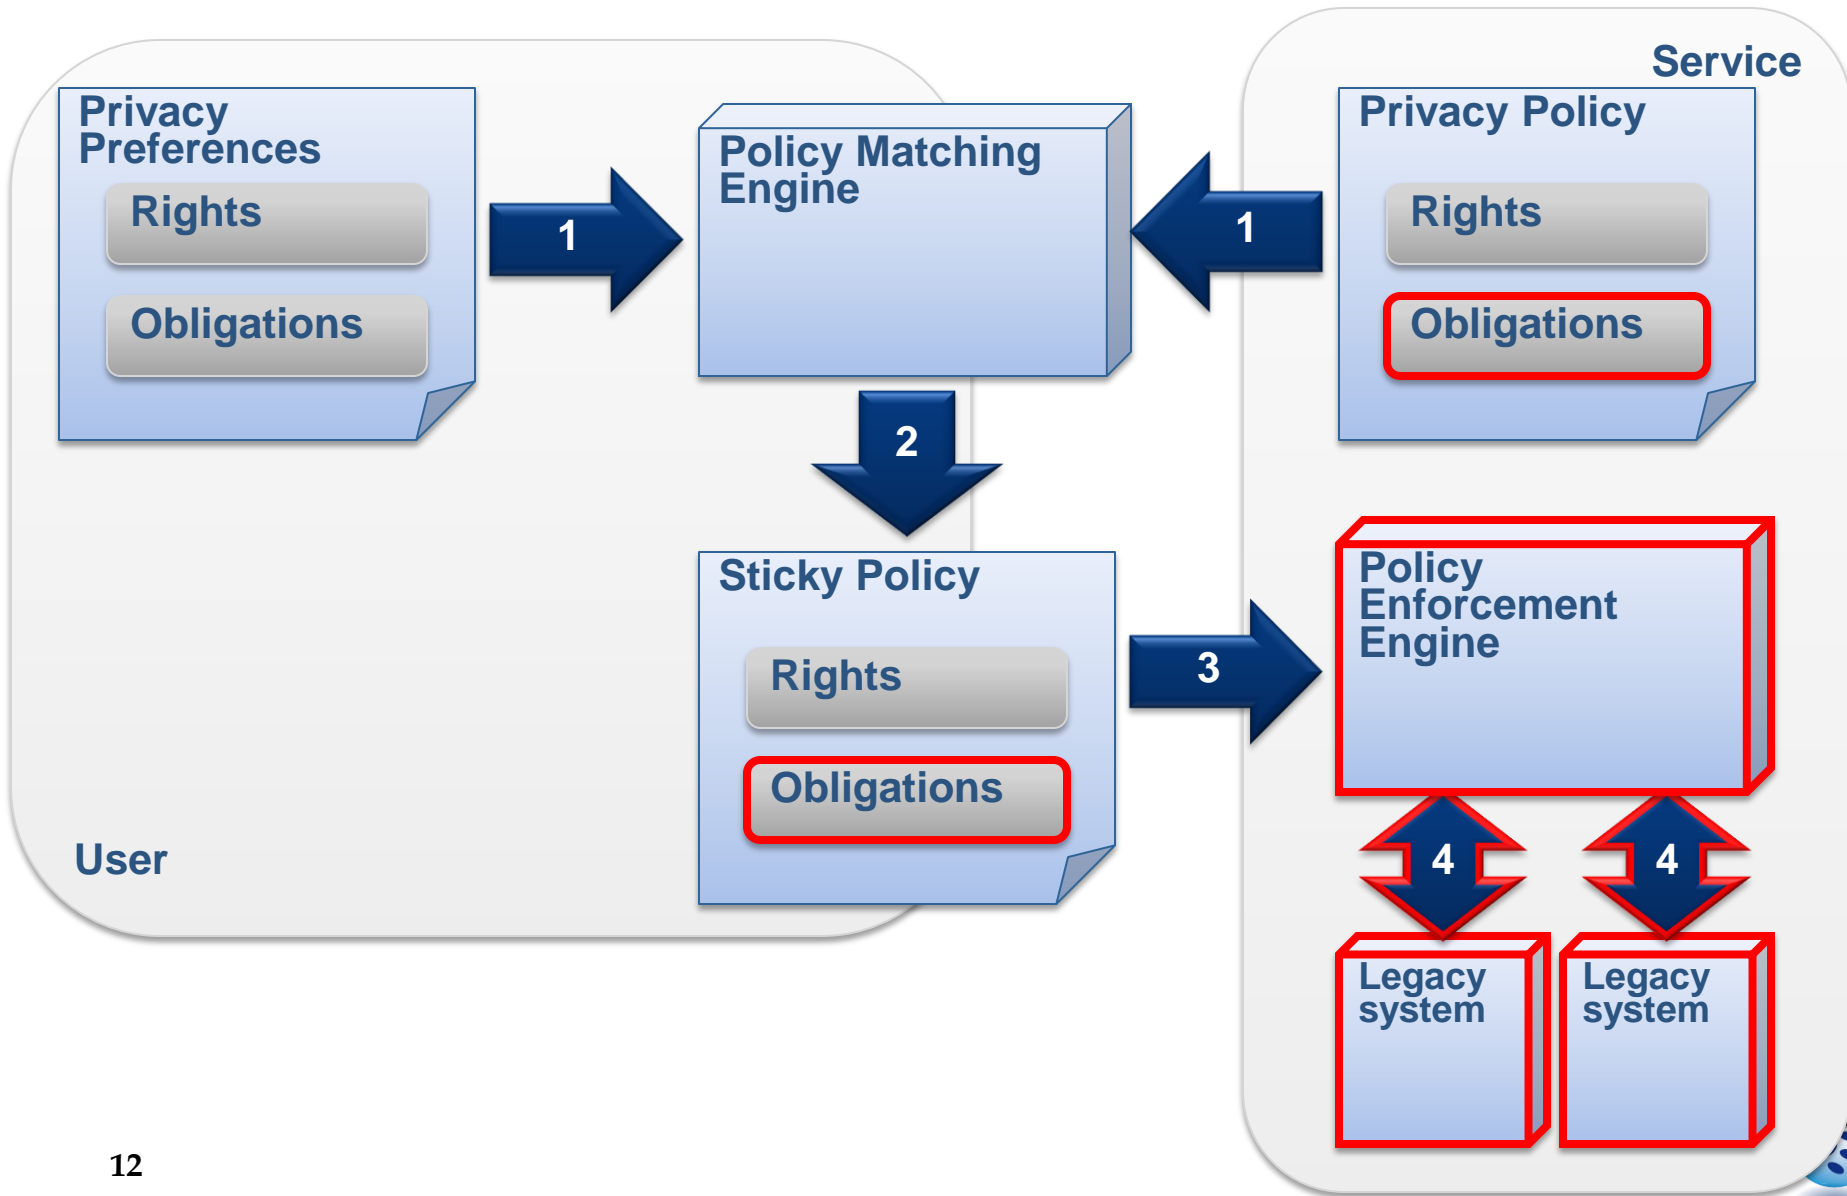 Service
Privacy
Preferences
Rights
Obligations
1
Policy Matching
Engine
1
Privacy Policy
Rights
Obligations
2
Sticky Policy
Rights
Obligations
3
Policy
Enforcement
Engine
4
4
Legacy
system
Legacy
system
User
12